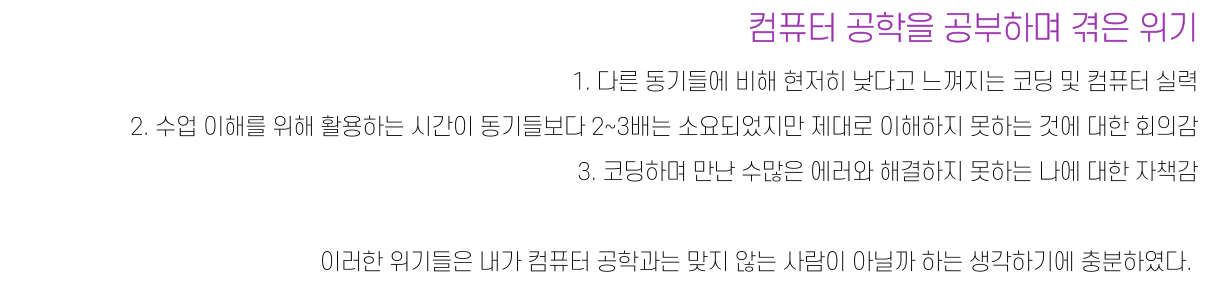 컴퓨터 공학을 공부하며 겪은 위기
1. 다른 동기들에 비해 현저히 낮다고 느껴지는 코딩 및 컴퓨터 실력
2. 수업 이해를 위해 활용하는 시간이 동기들보다 2~3배는 소요되었지만 제대로 이해하지 못하는 것에 대한 회의감
3. 코딩하며 만난 수많은 에러와 해결하지 못하는 나에 대한 자책감
이러한 위기들은 내가 컴퓨터 공학과는 맞지 않는 사람이 아닐까 하는 생각하기에 충분하였다.